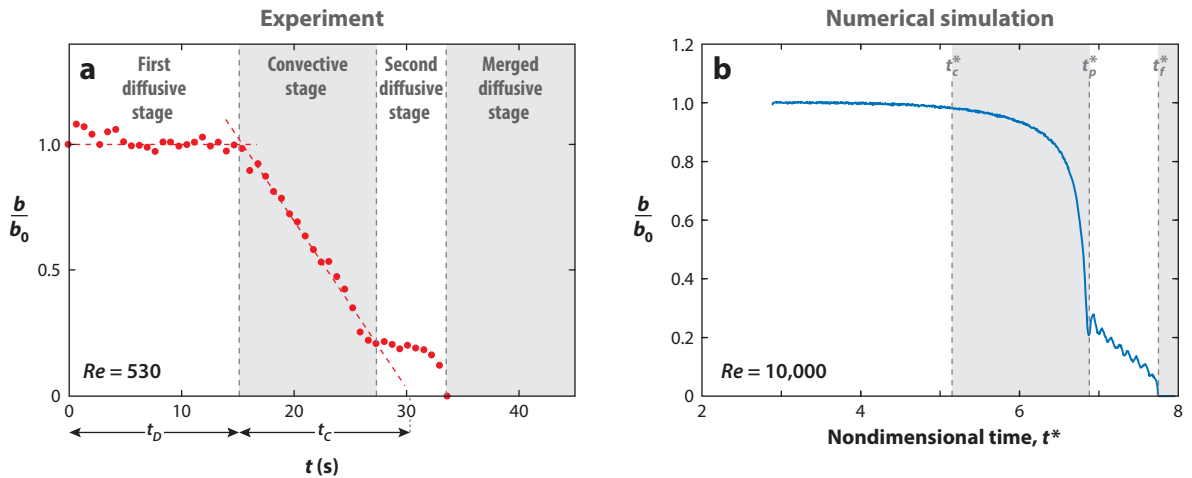 Experiment
a
First
diffusive
stage
Convective
stage
Second
diffusive
stage
Merged
diffusive
stage
1.0
0.5
0
b
b0
Re = 530
0
10
20
30
40
tD
tC
t (s)
Numerical simulation
b
t*c
t*p
t*f
1.2
1.0
0.8
0.6
0.4
0.2
0
b
b0
Re = 10,000
2
4
6
8
Nondimensional time, t*